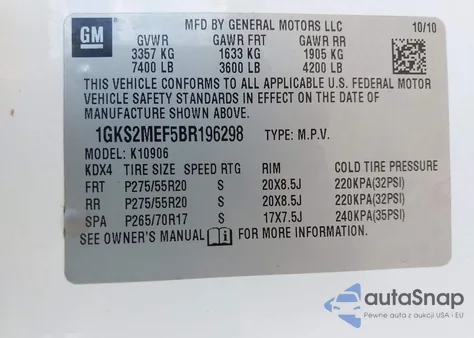 GM
MFD BY GENERAL MOTORS LLC 10/10
GVWR GAWR FRT GAWR RR
3357 KG 1633 KG 1905 KG
7400 LB 3600 LB 4200 LB
THIS VEHICLE CONFORMS TO ALL APPLICABLE U.S. FEDERAL MOTOR
VEHICLE SAFETY STANDARDS IN EFFECT ON THE DATE OF
MANUFACTURE SHOWN ABOVE.
1GKS2MEF5BR196298 TYPE: M.P.V.
MODEL: K10906
KDX4 TIRE SIZE SPEED RTG RIM COLD TIRE PRESSURE
FRT P275/55R20 S 20X8.5J 220KPA(32PSI)
RR P275/55R20 S 20X8.5J 220KPA(32PSI)
SPA P265/70R17 S 17X7.5J 240KPA(35PSI)
SEE OWNER'S MANUAL FOR MORE INFORMATION.
autoSnap
Pewne auta z aukcji USA i EU